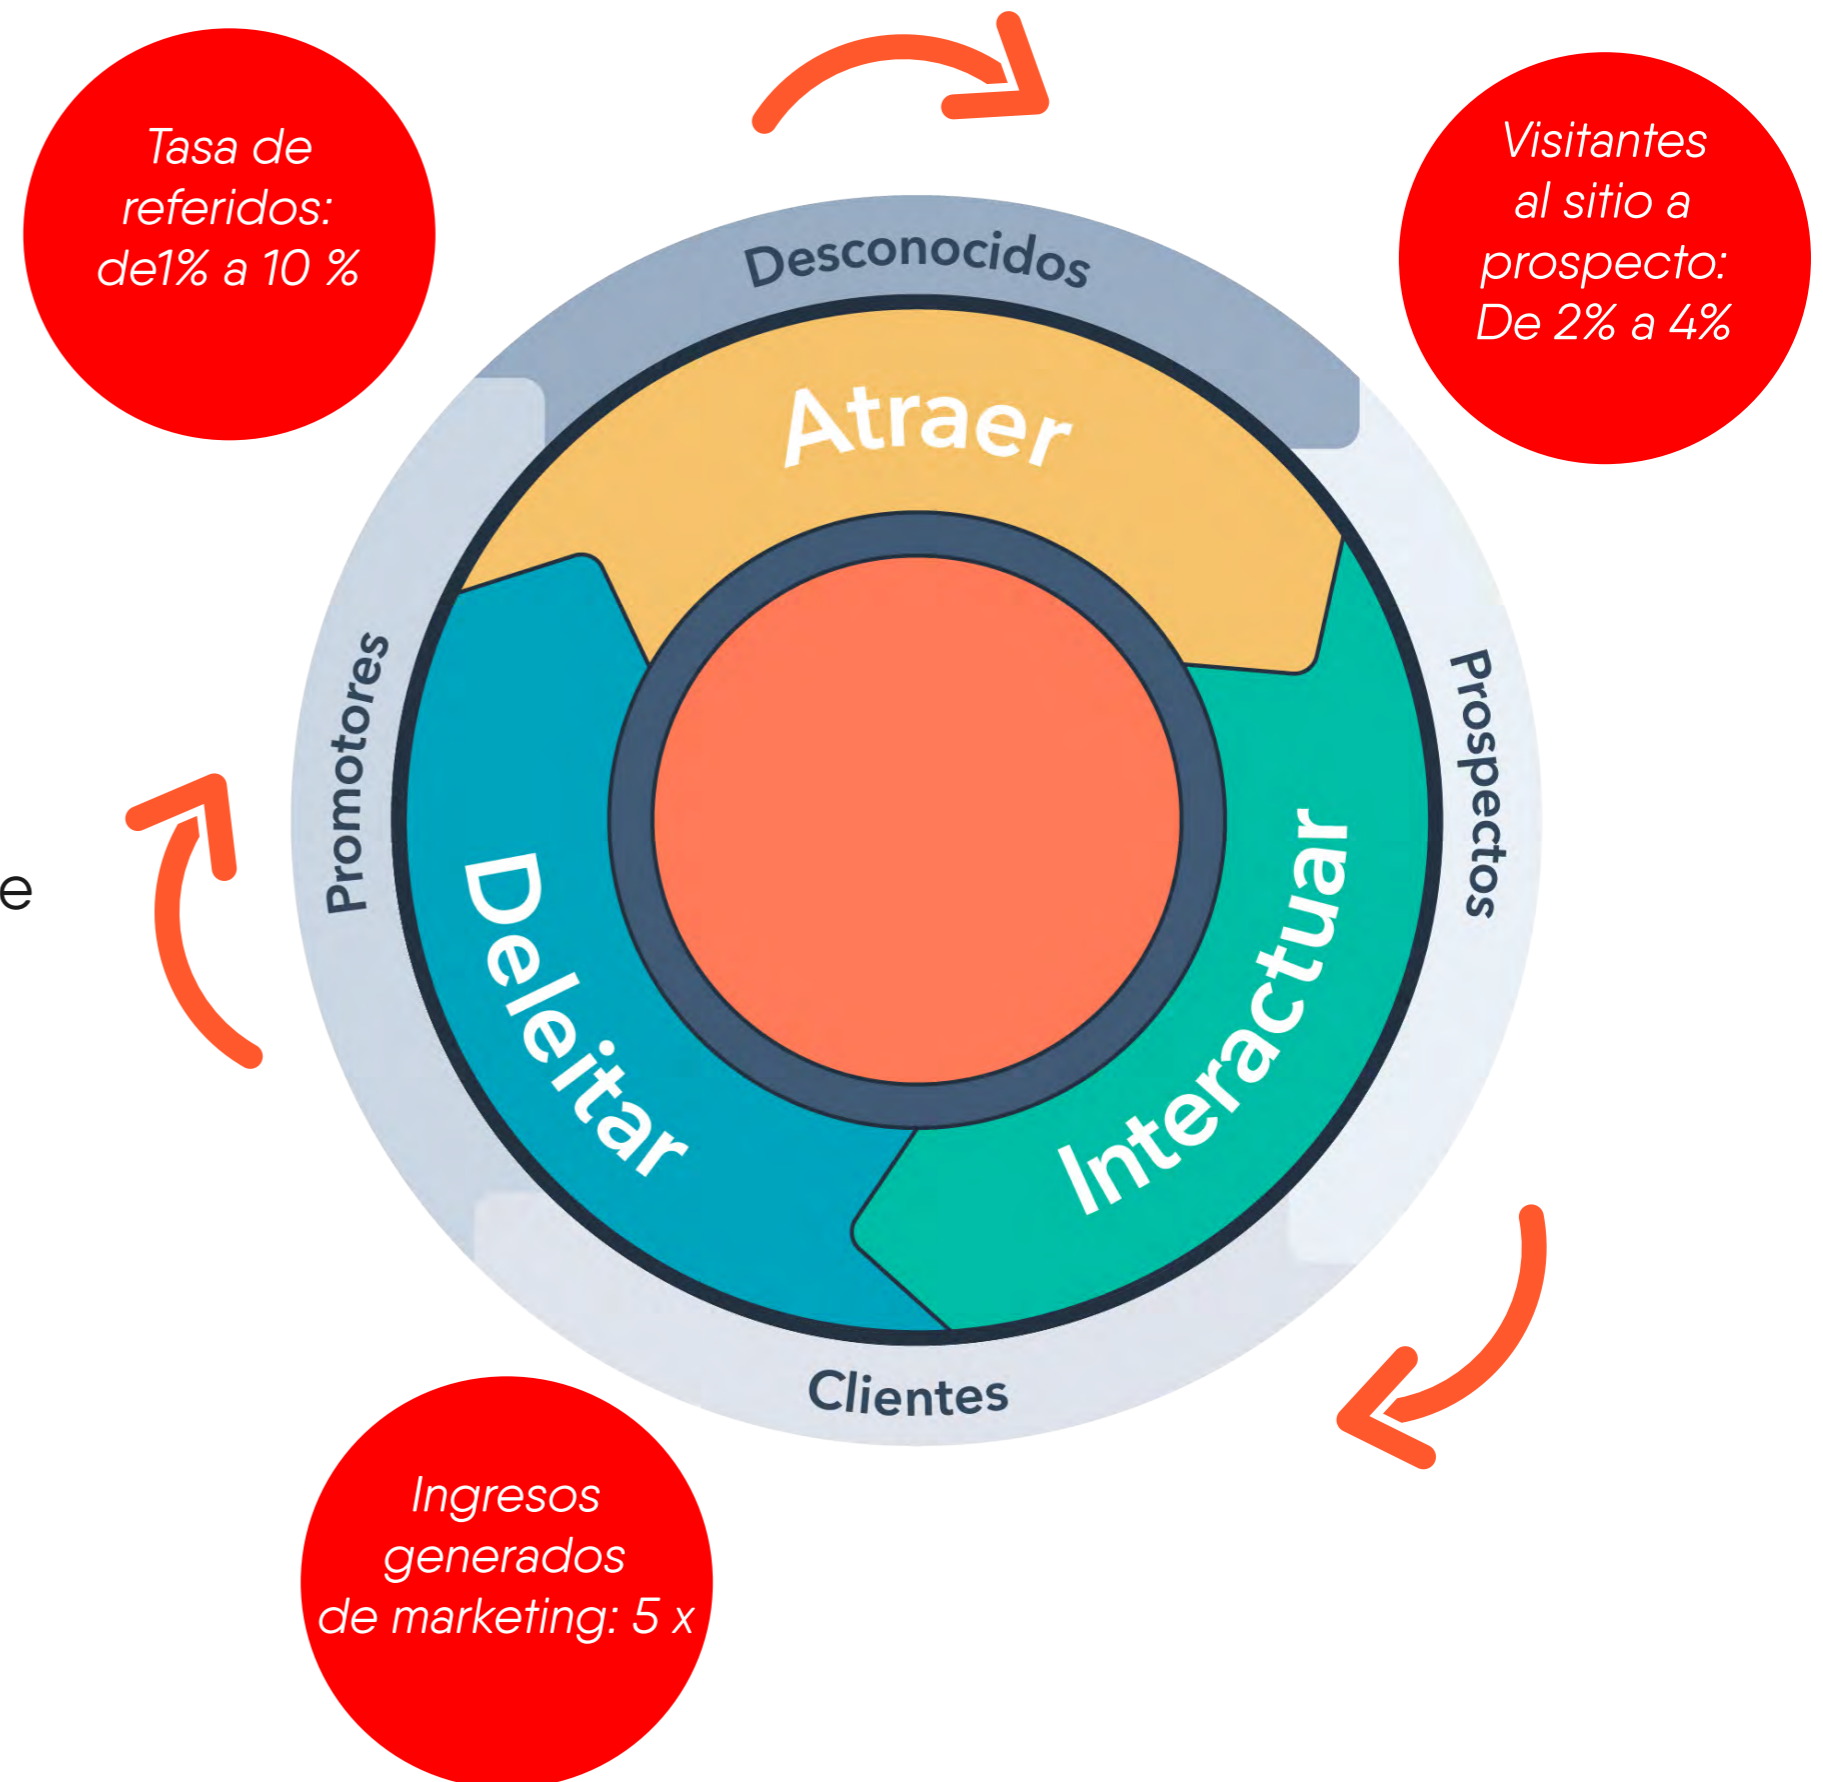 Tasa de
referidos:
de1% a 10 %
Visitantes
al sitio a
prospecto:
De 2% a 4%
Desconocidos
Atraer
Promotores
Prospectos
e
Deleitar
Interactuar
Clientes
Ingresos
generados
de marketing: 5 x